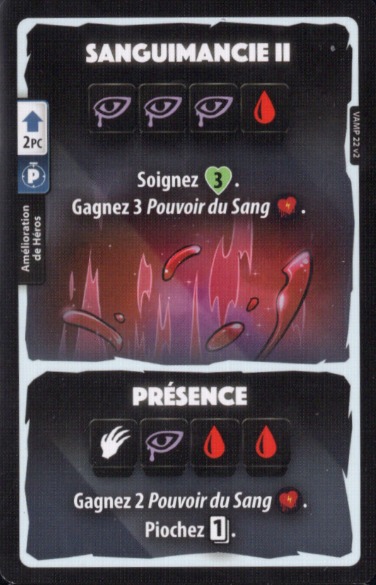 SANGUIMANCIE II
6
2PC
P
Amélioration
de Héros
VAMP 22 v2
Soignez 3 .
Gagnez 3 Pouvoir du Sang .
PRÉSENCE
Gagnez 2 Pouvoir du Sang .
Piochez 1 .